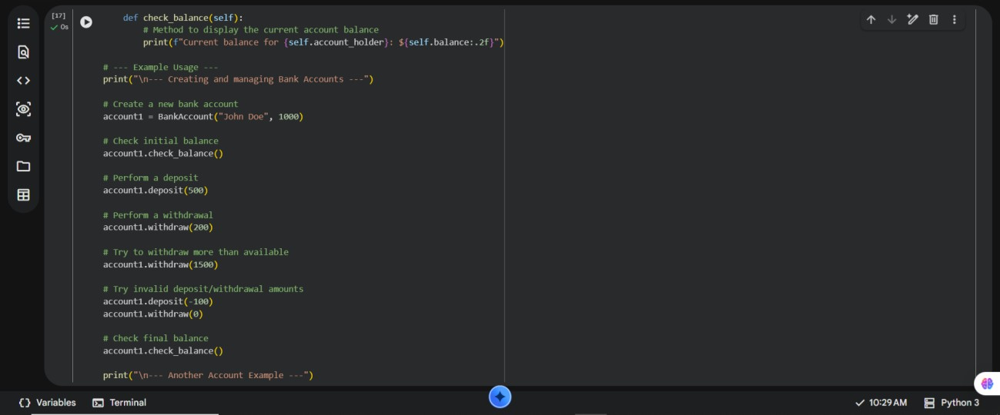 [17]
0s
def check_balance(self):
# Method to display the current account balance
print(f"Current balance for {self.account_holder}: ${self.balance:.2f}")
# --- Example Usage ---
print("\n--- Creating and managing Bank Accounts ---")
# Create a new bank account
account1 = BankAccount("John Doe", 1000)
# Check initial balance
account1.check_balance()
# Perform a deposit
account1.deposit(500)
# Perform a withdrawal
account1.withdraw(200)
# Try to withdraw more than available
account1.withdraw(1500)
# Try invalid deposit/withdrawal amounts
account1.deposit(-100)
account1.withdraw(0)
# Check final balance
account1.check_balance()
print("\n--- Another Account Example ---")
Variables Terminal 10:29 AM Python 3